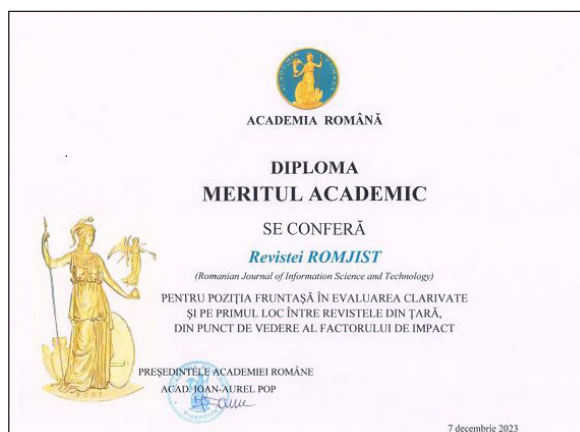 ACADEMIA ROMÂNĂ
DIPLOMA
MERITUL ACADEMIC
SE CONFERĂ
Revistei ROMJIST
(Romanian Journal of Information Science and Technology)
PENTRU POZIȚIA FRUNTAȘĂ ÎN EVALUAREA CLARIVATE
ȘI PE PRIMUL LOC ÎNTRE REVISTELE DIN ȚARĂ,
DIN PUNCT DE VEDERE AL FACTORULUI DE IMPACT
PREȘEDINTELE ACADEMIEI ROMÂNE
ACAD. IOAN-AUREL POP
7 decembrie 2023